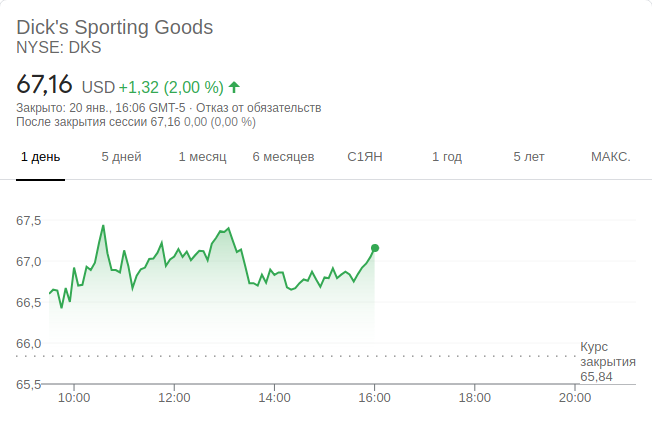 Dick's Sporting Goods
NYSE: DKS
67,16 USD +1,32 (2,00 %)
Закрыто: 20 янв., 16:06 GMT-5 · Отказ от обязательств
После закрытия сессии 67,16 0,00 (0,00 %)
1 день 5 дней 1 месяц 6 месяцев С1ЯН 1 год 5 лет МАКС.
67,5
67,0
66,5
66,0
Курс
закрытия
65,84
65,5
10:00 12:00 14:00 16:00 18:00 20:00